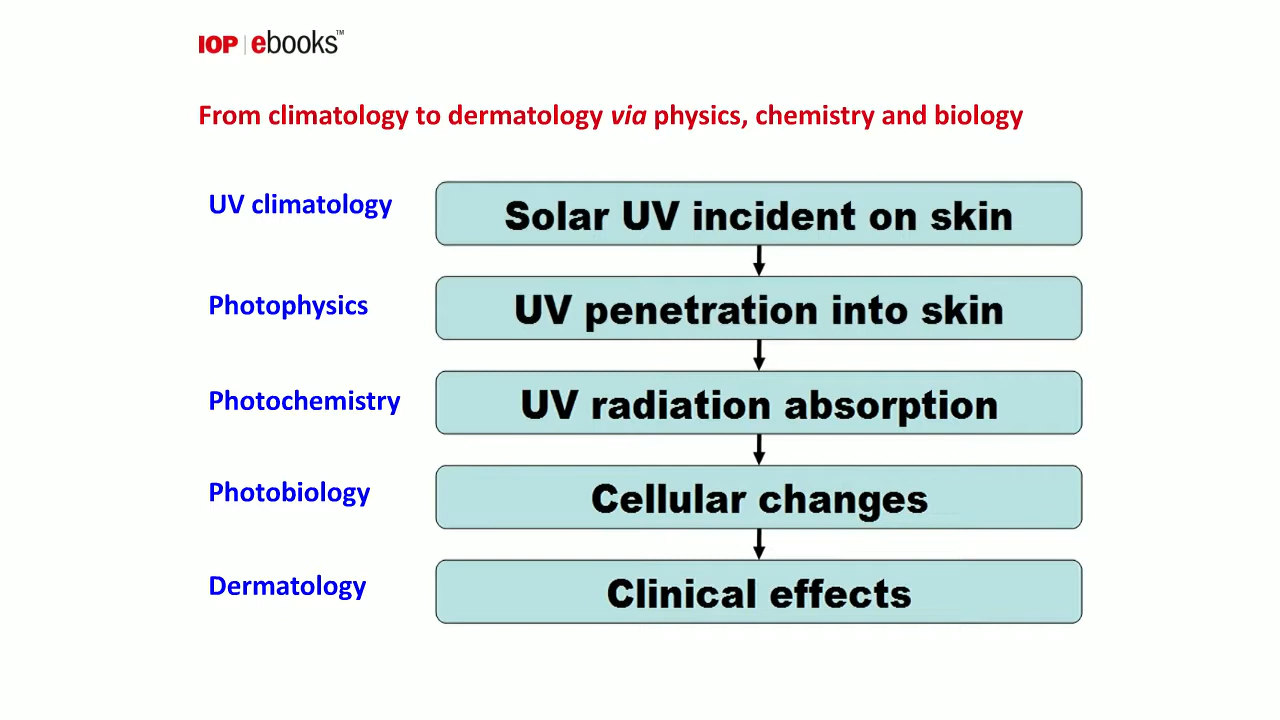 IOP | ebooks™
From climatology to dermatology via physics, chemistry and biology
UV climatology
Solar UV incident on skin
Photophysics
UV penetration into skin
Photochemistry
UV radiation absorption
Photobiology
Cellular changes
Dermatology
Clinical effects